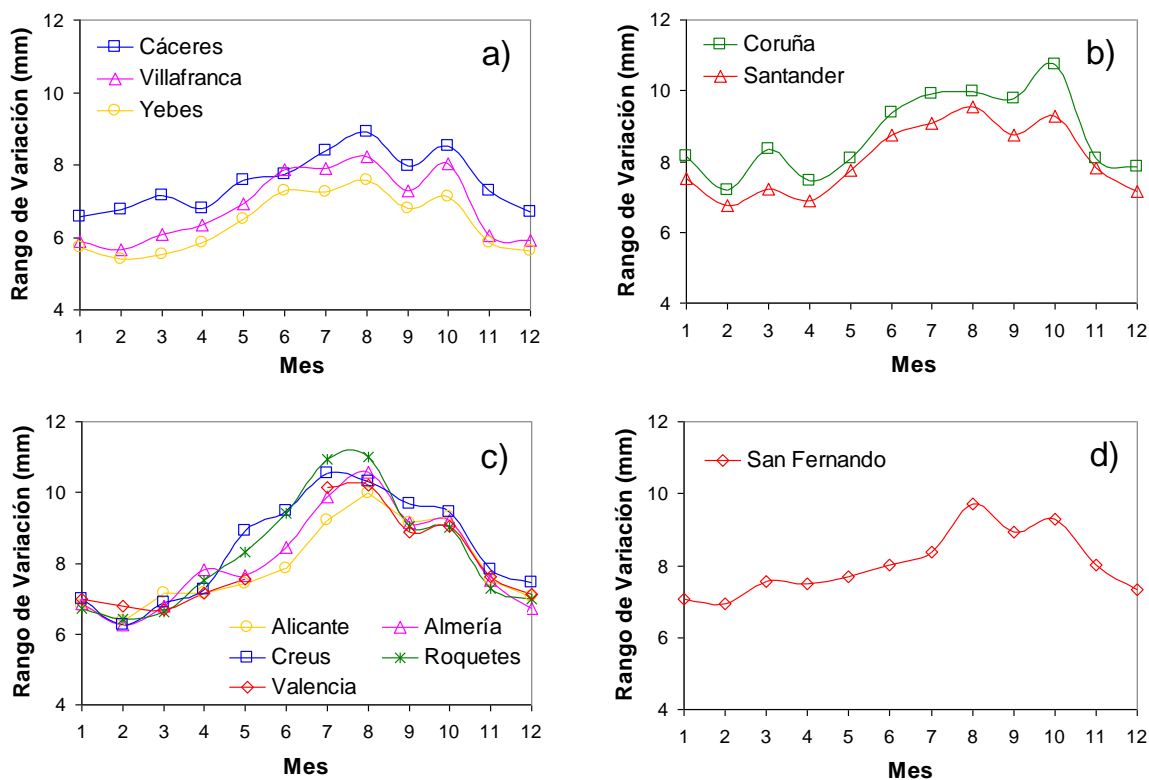 Rango de Variación (mm)
12
10
8
6
4
Cáceres
Villafranca
Yebes
a)
1 2 3 4 5 6 7 8 9 10 11 12
Mes
Rango de Variación (mm)
12
10
8
6
4
Coruña
Santander
b)
1 2 3 4 5 6 7 8 9 10 11 12
Mes
Rango de Variación (mm)
12
10
8
6
4
c)
Alicante Almería
Creus Roquetes
Valencia
1 2 3 4 5 6 7 8 9 10 11 12
Mes
Rango de Variación (mm)
12
10
8
6
4
San Fernando
d)
1 2 3 4 5 6 7 8 9 10 11 12
Mes